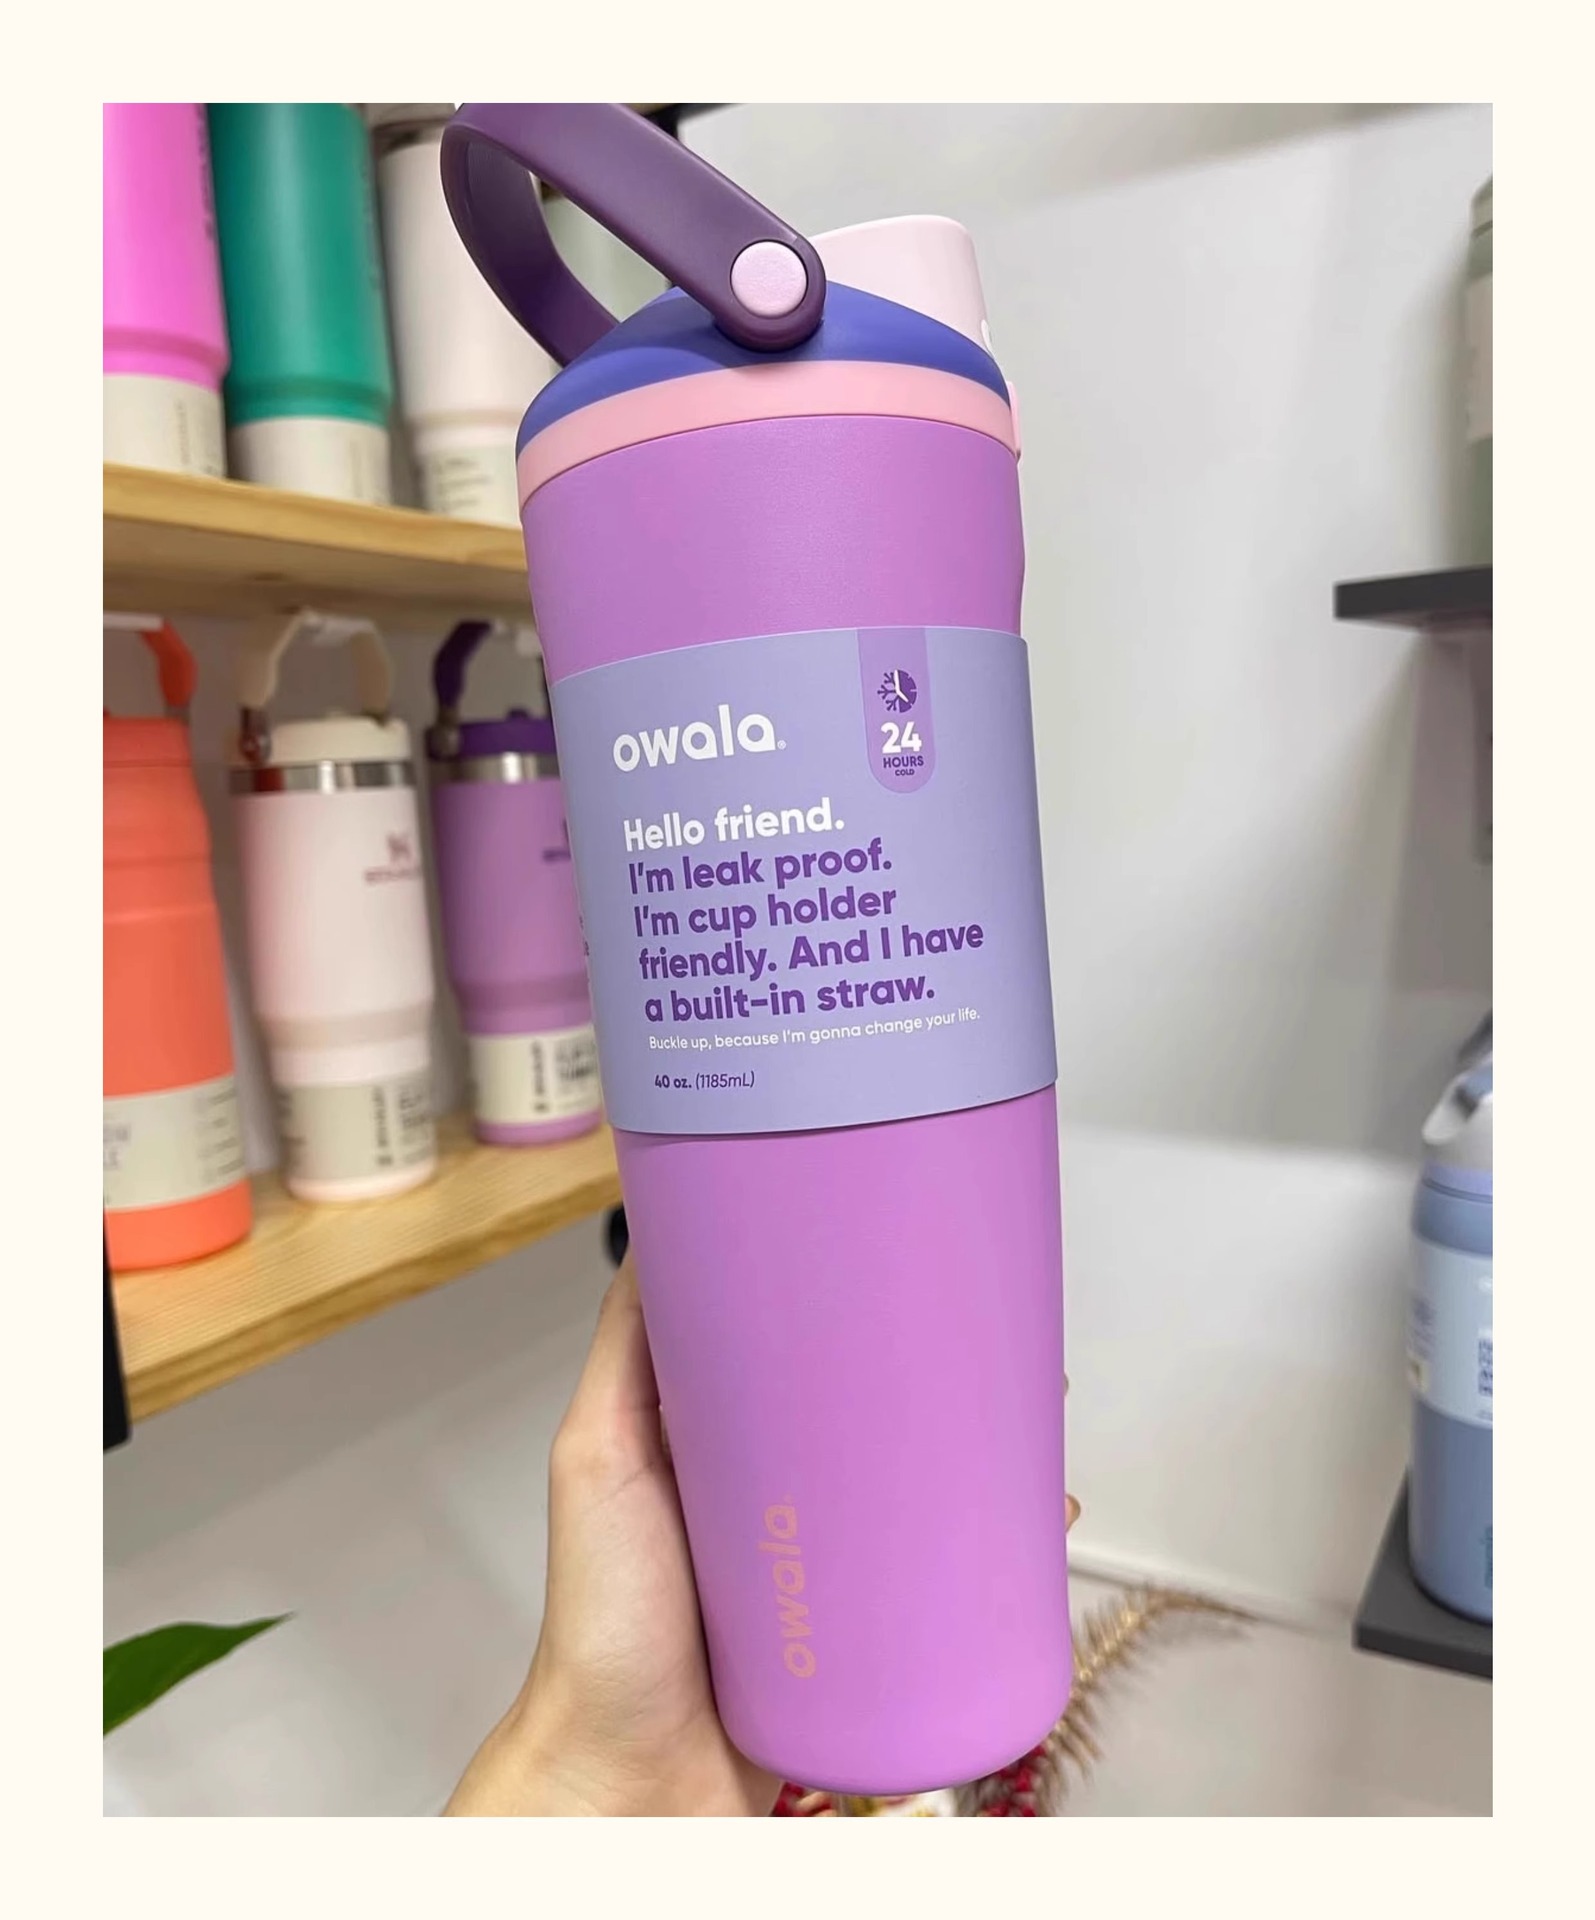 owala®
24
HOURS
COLD
Hello friend.
I'm leak proof.
I'm cup holder
friendly. And I have
a built-in straw.
Buckle up, because I'm gonna change your life.
40 oz. (1185mL)
owala